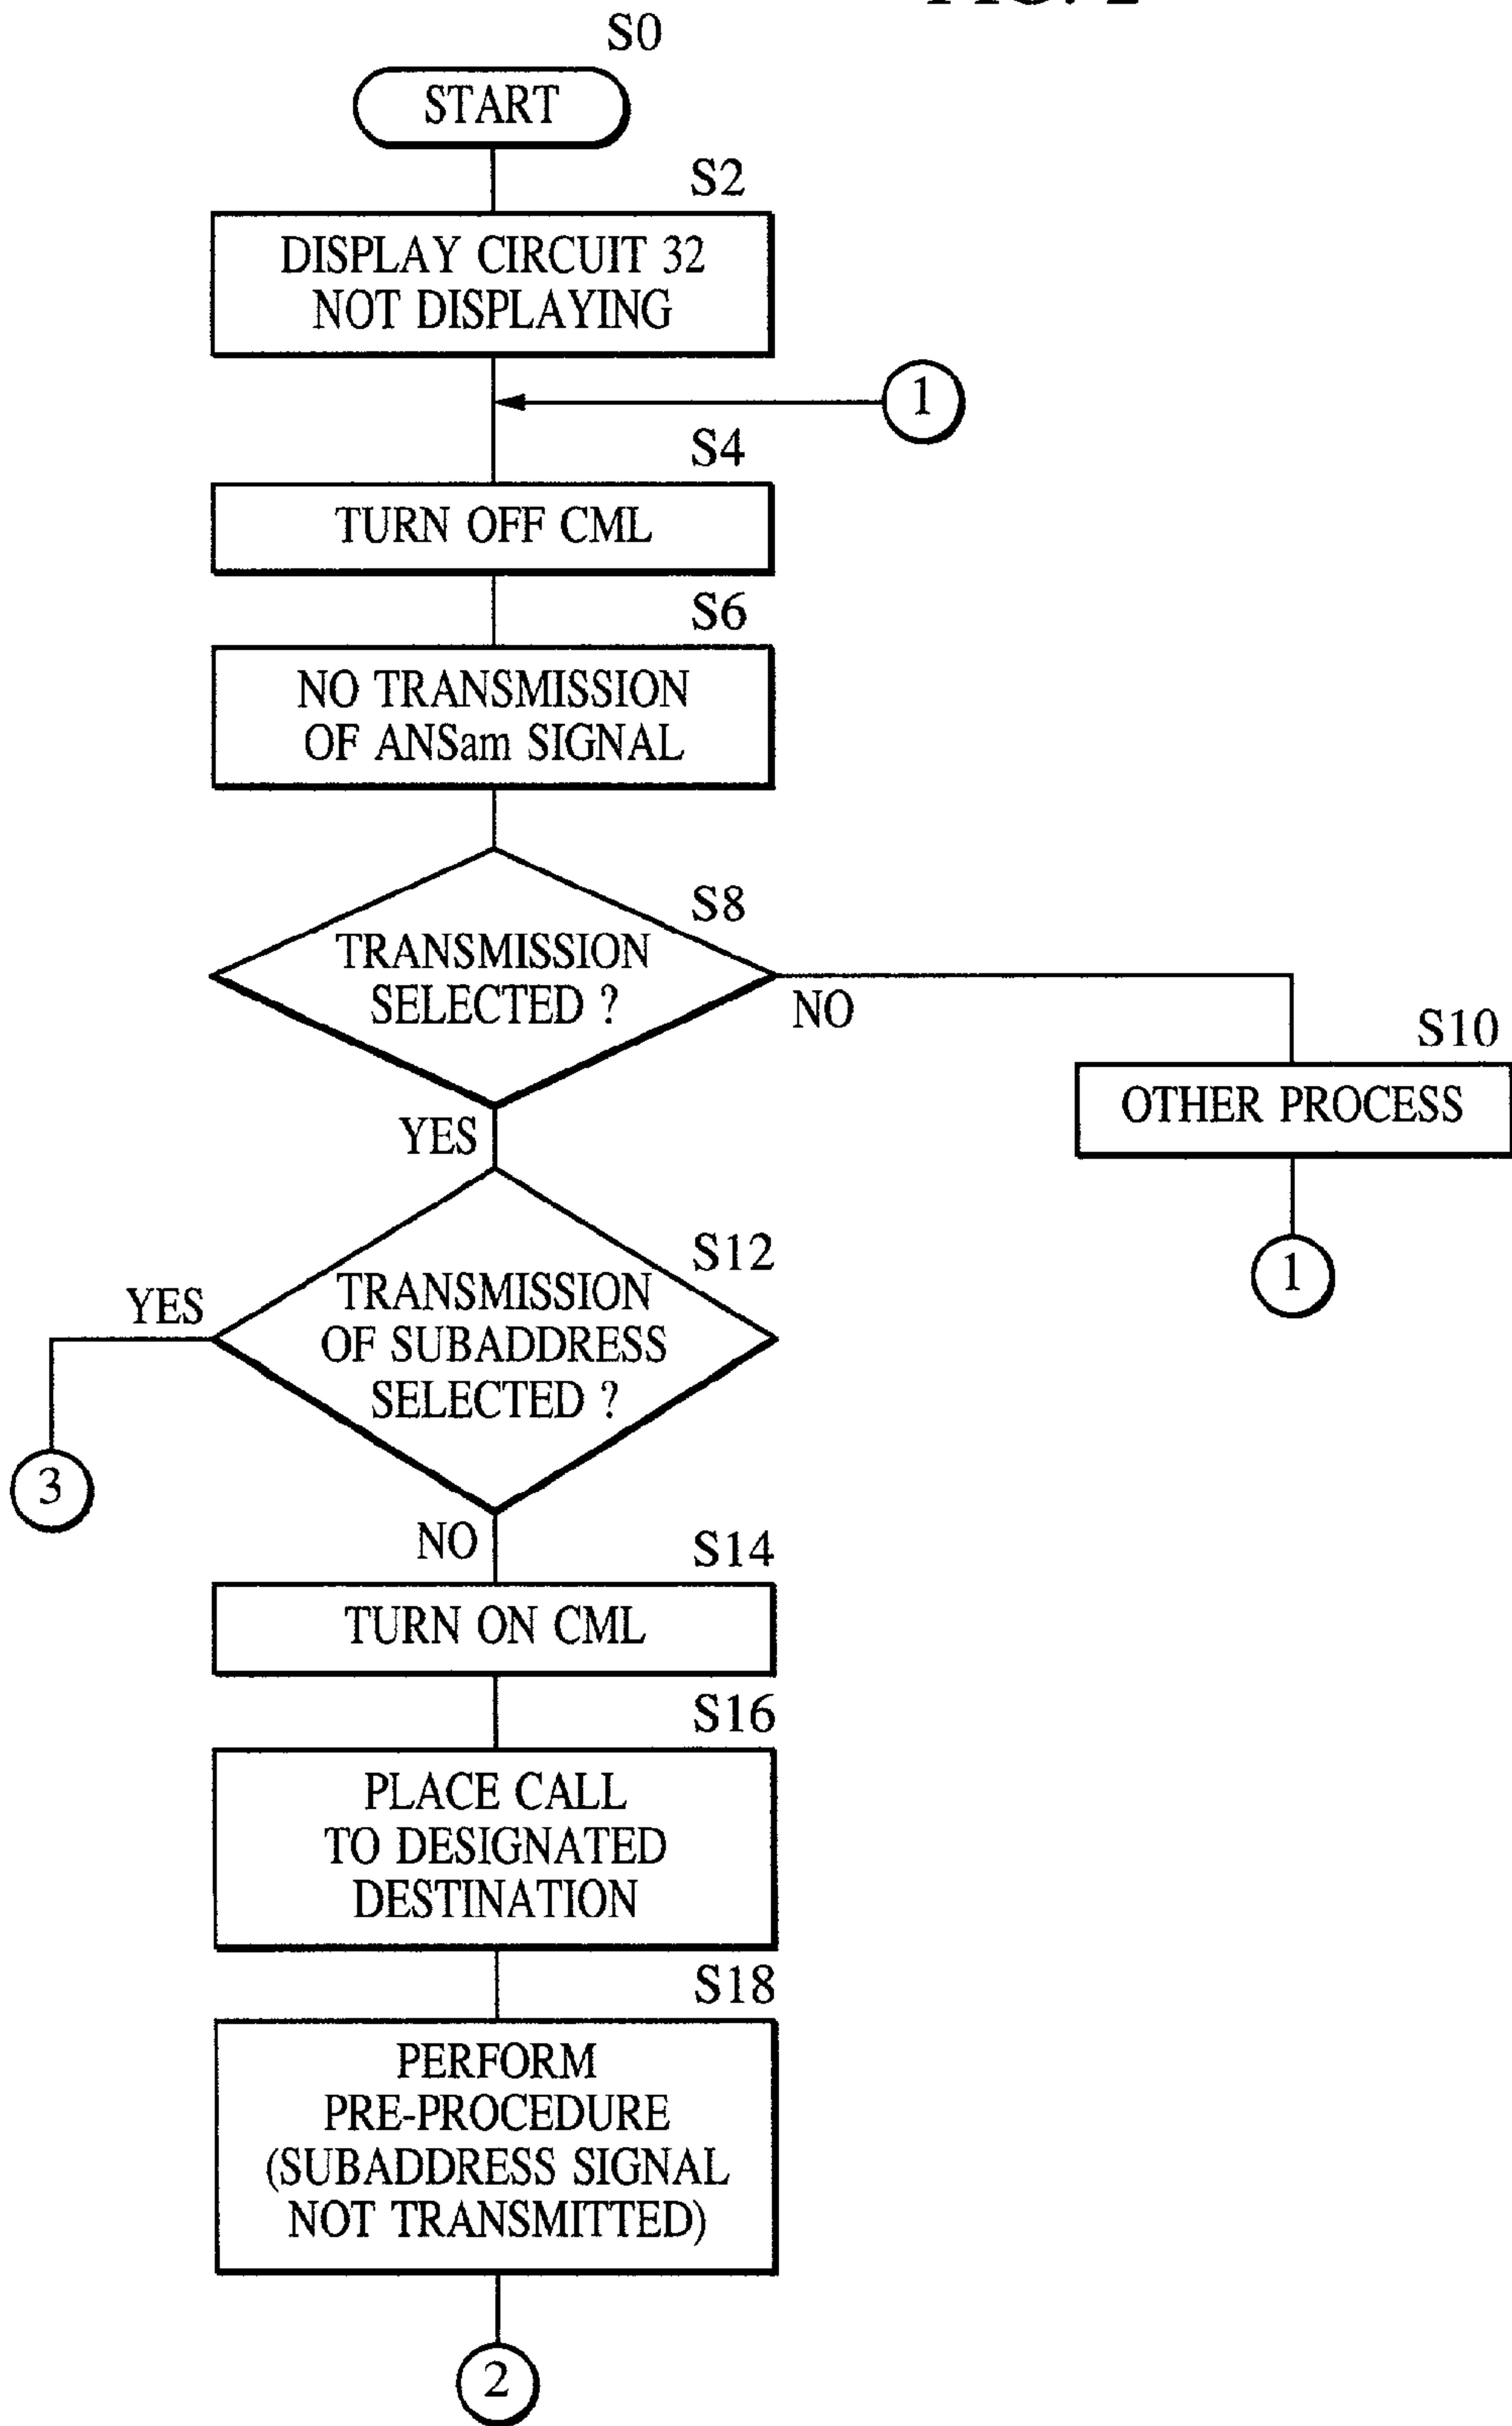 S0
START
S2
DISPLAY CIRCUIT 32
NOT DISPLAYING
1
S4
TURN OFF CML
S6
NO TRANSMISSION
OF ANSam SIGNAL
S8
TRANSMISSION
SELECTED ?
NO
S10
OTHER PROCESS
1
YES
S12
TRANSMISSION
OF SUBADDRESS
SELECTED ?
YES
3
NO
S14
TURN ON CML
S16
PLACE CALL
TO DESIGNATED
DESTINATION
S18
PERFORM
PRE-PROCEDURE
(SUBADDRESS SIGNAL
NOT TRANSMITTED)
2